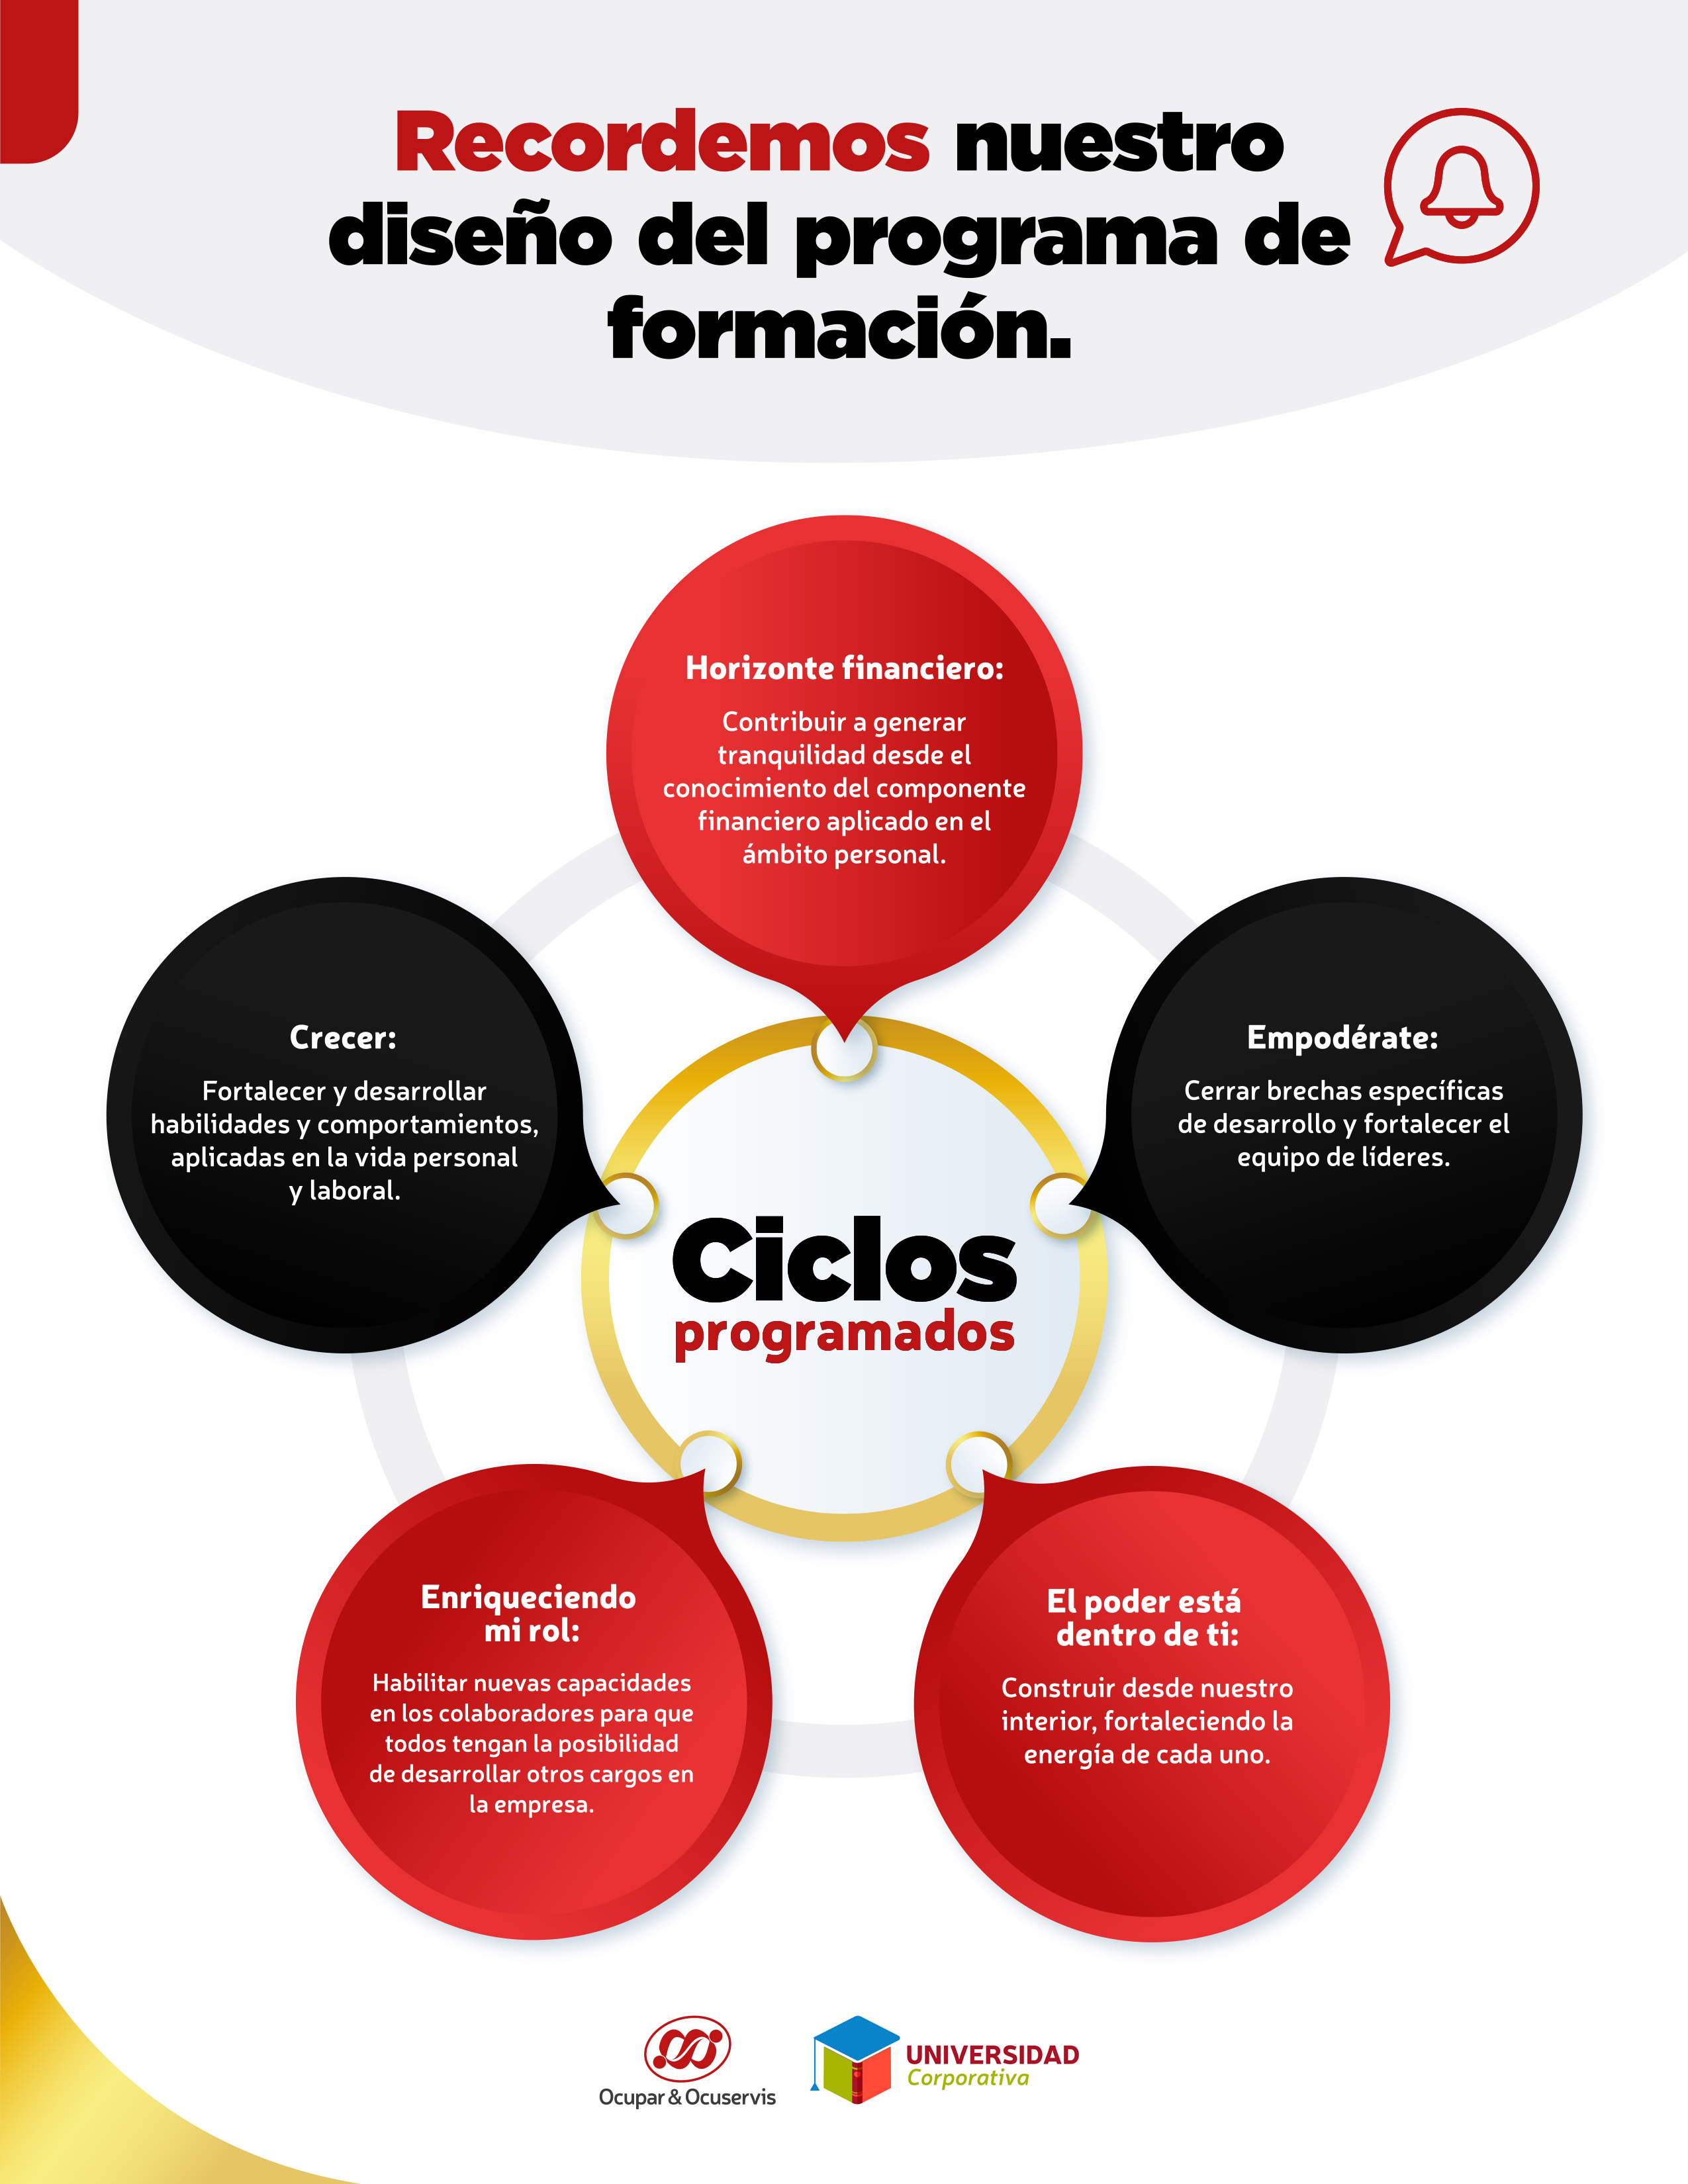 Recordemos nuestro
diseño del programa de
formación.
Horizonte financiero:
Contribuir a generar
tranquilidad desde el
conocimiento del componente
financiero aplicado en el
ámbito personal.
Crecer:
Fortalecer y desarrollar
habilidades y comportamientos,
aplicadas en la vida personal
y laboral.
Empodérate:
Cerrar brechas específicas
de desarrollo y fortalecer el
equipo de líderes.
Ciclos
programados
Enriqueciendo
mi rol:
Habilitar nuevas capacidades
en los colaboradores para que
todos tengan la posibilidad
de desarrollar otros cargos en
la empresa.
El poder está
dentro de ti:
Construir desde nuestro
interior, fortaleciendo la
energía de cada uno.
Ocupar & Ocuservis
UNIVERSIDAD
Corporativa